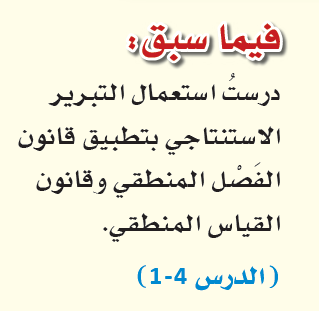 فيما سبق:
درستُ استعمال التبرير
الاستنتاجي بتطبيق قانون
الفَصْل المنطقي وقانون
القياس المنطقي.
(الدرس 4-1)